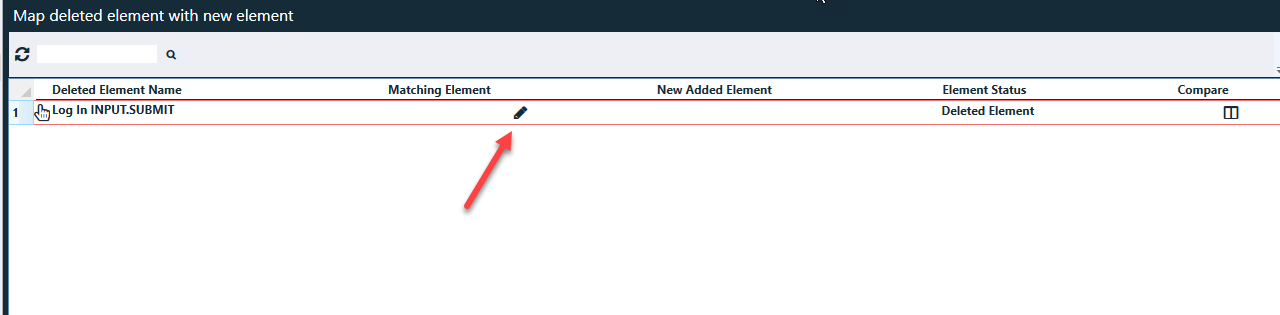 Map deleted element with new element
Deleted Element Name Matching Element New Added Element Element Status Compare
1 Log In INPUT.SUBMIT Deleted Element